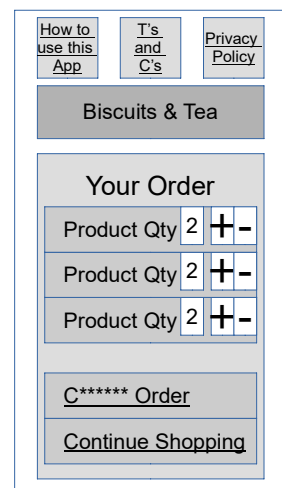 How to
use this
App
T's
and
C's
Privacy
Policy
Biscuits & Tea
Your Order
Product Qty 2 + -
Product Qty 2 + -
Product Qty 2 + -
C****** Order
Continue Shopping